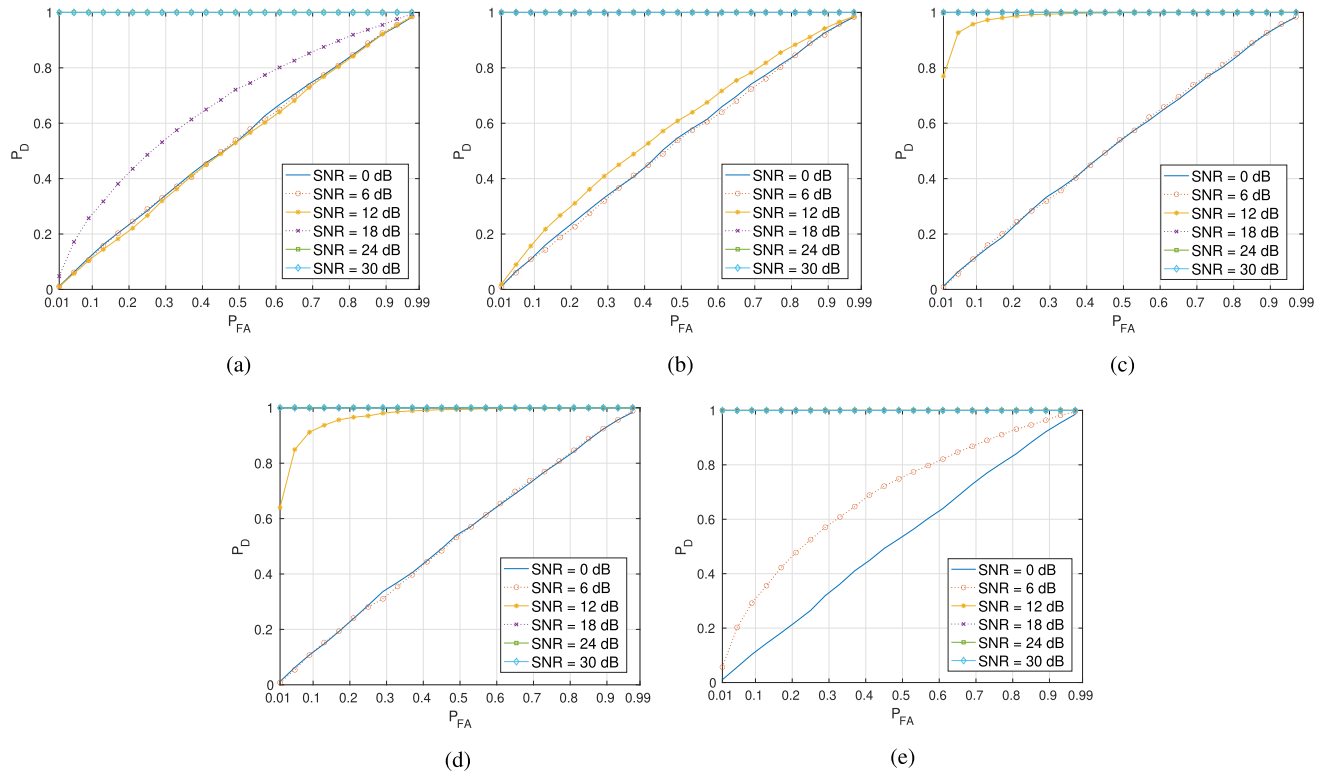 1
0.8
0.6
0.4
0.2
0
P_D
SNR = 0 dB
SNR = 6 dB
SNR = 12 dB
SNR = 18 dB
SNR = 24 dB
SNR = 30 dB
0.01 0.1 0.2 0.3 0.4 0.5 0.6 0.7 0.8 0.9 0.99
P_FA
(a)
1
0.8
0.6
0.4
0.2
0
P_D
SNR = 0 dB
SNR = 6 dB
SNR = 12 dB
SNR = 18 dB
SNR = 24 dB
SNR = 30 dB
0.01 0.1 0.2 0.3 0.4 0.5 0.6 0.7 0.8 0.9 0.99
P_FA
(b)
1
0.8
0.6
0.4
0.2
0
P_D
SNR = 0 dB
SNR = 6 dB
SNR = 12 dB
SNR = 18 dB
SNR = 24 dB
SNR = 30 dB
0.01 0.1 0.2 0.3 0.4 0.5 0.6 0.7 0.8 0.9 0.99
P_FA
(c)
1
0.8
0.6
0.4
0.2
0
P_D
SNR = 0 dB
SNR = 6 dB
SNR = 12 dB
SNR = 18 dB
SNR = 24 dB
SNR = 30 dB
0.01 0.1 0.2 0.3 0.4 0.5 0.6 0.7 0.8 0.9 0.99
P_FA
(d)
1
0.8
0.6
0.4
0.2
0
P_D
SNR = 0 dB
SNR = 6 dB
SNR = 12 dB
SNR = 18 dB
SNR = 24 dB
SNR = 30 dB
0.01 0.1 0.2 0.3 0.4 0.5 0.6 0.7 0.8 0.9 0.99
P_FA
(e)